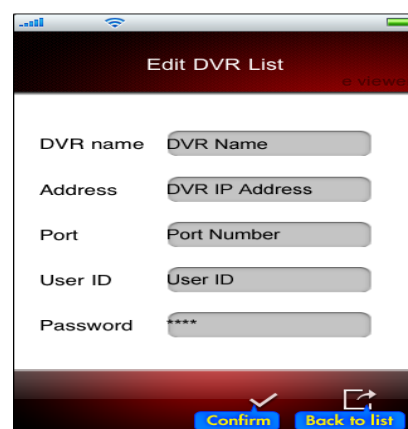 Edit DVR List
e viewe
DVR name DVR Name
Address DVR IP Address
Port Port Number
User ID User ID
Password ****
Confirm Back to list